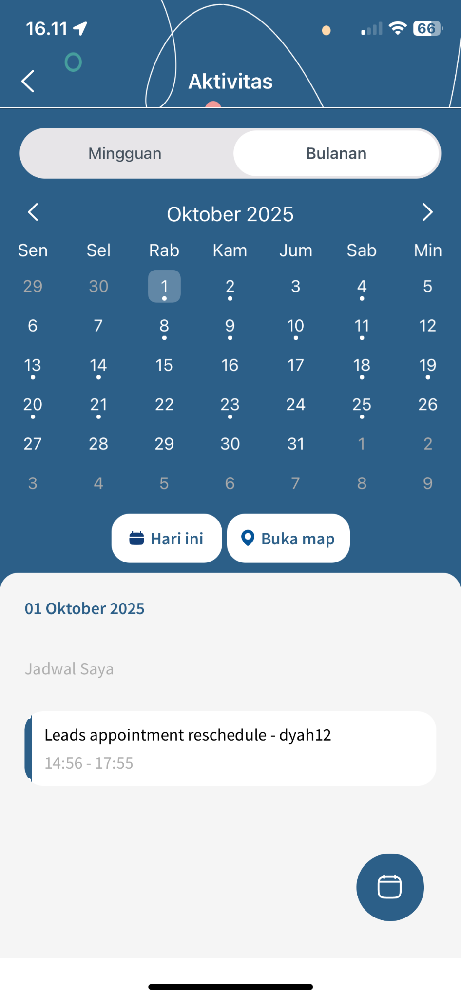 16.11
66
Aktivitas
Mingguan Bulanan
Oktober 2025
Sen Sel Rab Kam Jum Sab Min
29 30 1 2 3 4 5
6 7 8 9 10 11 12
13 14 15 16 17 18 19
20 21 22 23 24 25 26
27 28 29 30 31 1 2
3 4 5 6 7 8 9
Hari ini Buka map
01 Oktober 2025
Jadwal Saya
Leads appointment reschedule - dyah12
14:56 - 17:55